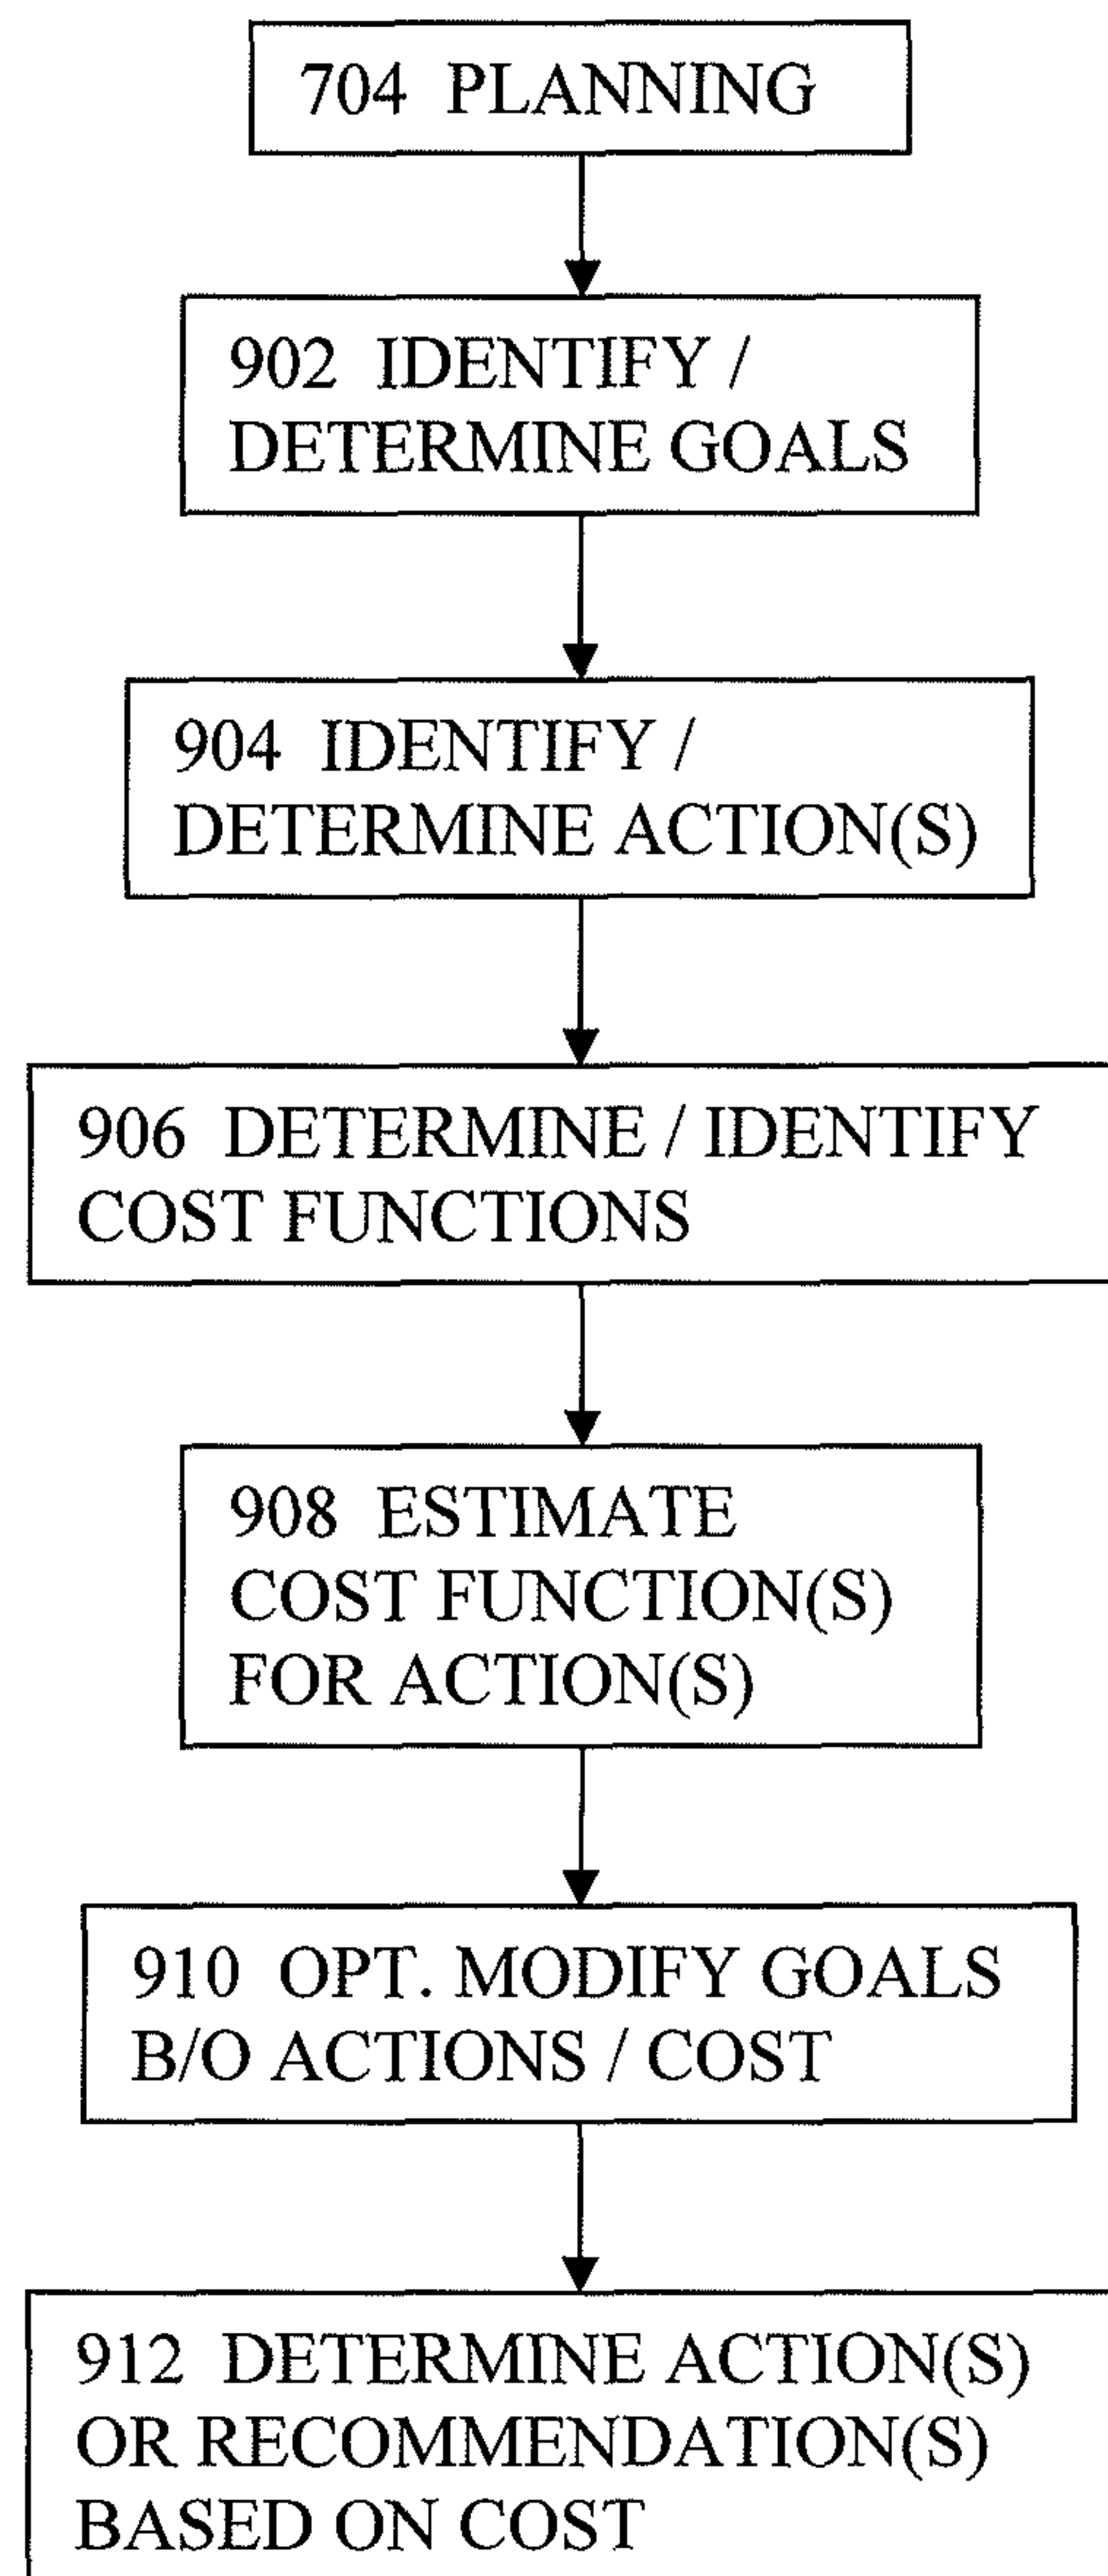 704 PLANNING
902 IDENTIFY /
DETERMINE GOALS
904 IDENTIFY /
DETERMINE ACTION(S)
906 DETERMINE / IDENTIFY
COST FUNCTIONS
908 ESTIMATE
COST FUNCTION(S)
FOR ACTION(S)
910 OPT. MODIFY GOALS
B/O ACTIONS / COST
912 DETERMINE ACTION(S)
OR RECOMMENDATION(S)
BASED ON COST